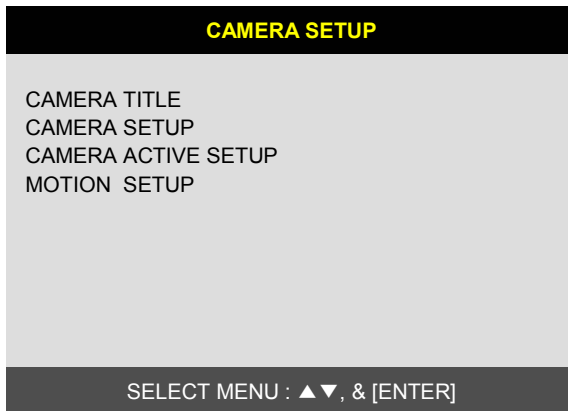 CAMERA SETUP
CAMERA TITLE
CAMERA SETUP
CAMERA ACTIVE SETUP
MOTION  SETUP
SELECT MENU : ▲▼, & [ENTER]